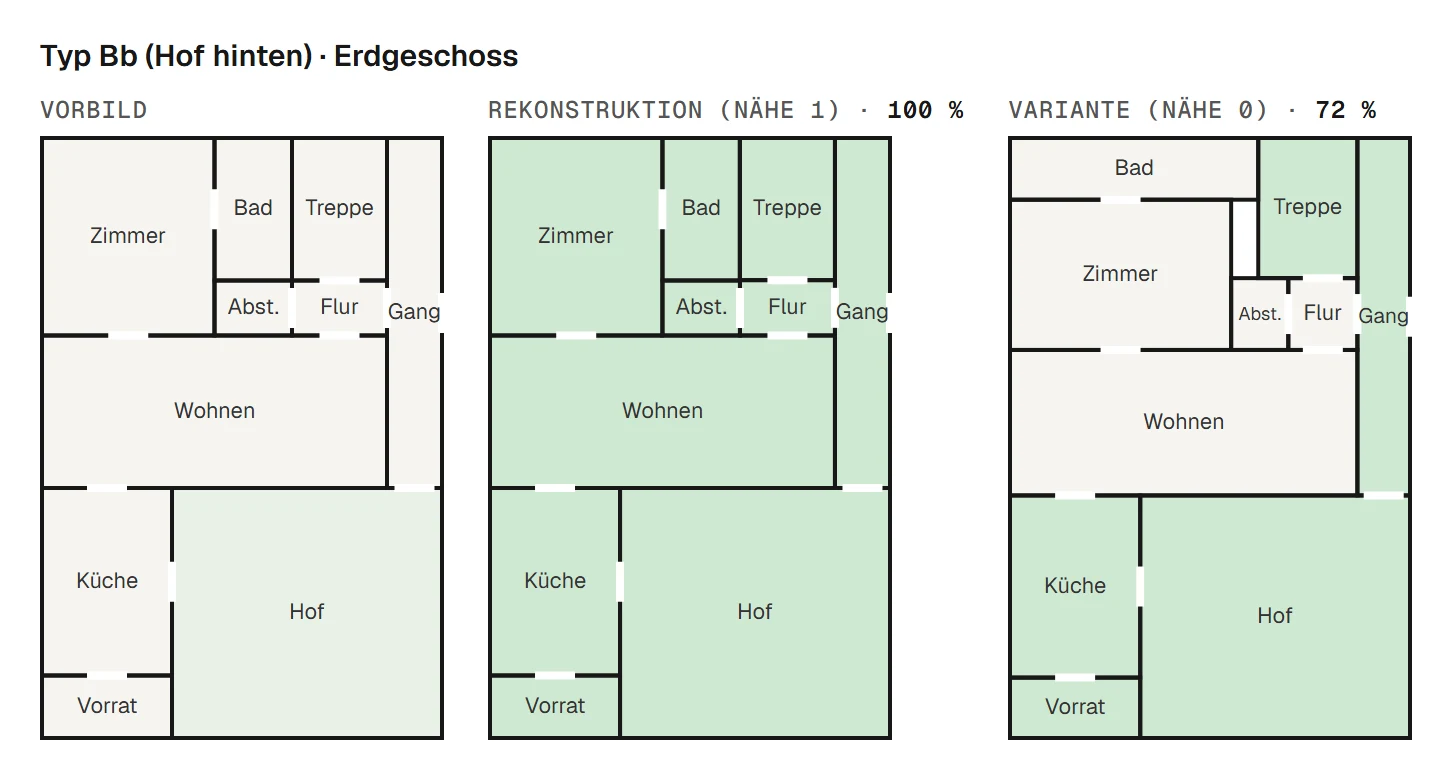 Typ Bb (Hof hinten) · Erdgeschoss
VORBILD
Zimmer
Bad
Treppe
Abst.
Flur
Gang
Wohnen
Küche
Hof
Vorrat
REKONSTRUKTION (NÄHE 1) · 100 %
Zimmer
Bad
Treppe
Abst.
Flur
Gang
Wohnen
Küche
Hof
Vorrat
VARIANTE (NÄHE 0) · 72 %
Bad
Treppe
Zimmer
Abst.
Flur
Gang
Wohnen
Küche
Hof
Vorrat